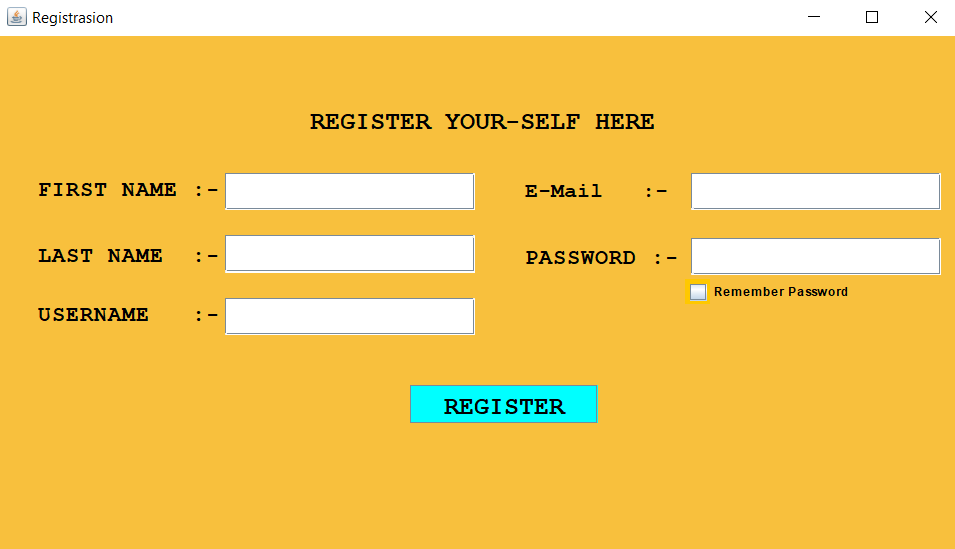 Registrasion
REGISTER YOUR-SELF HERE
FIRST NAME :-
E-Mail :-
LAST NAME :-
PASSWORD :-
Remember Password
USERNAME :-
REGISTER